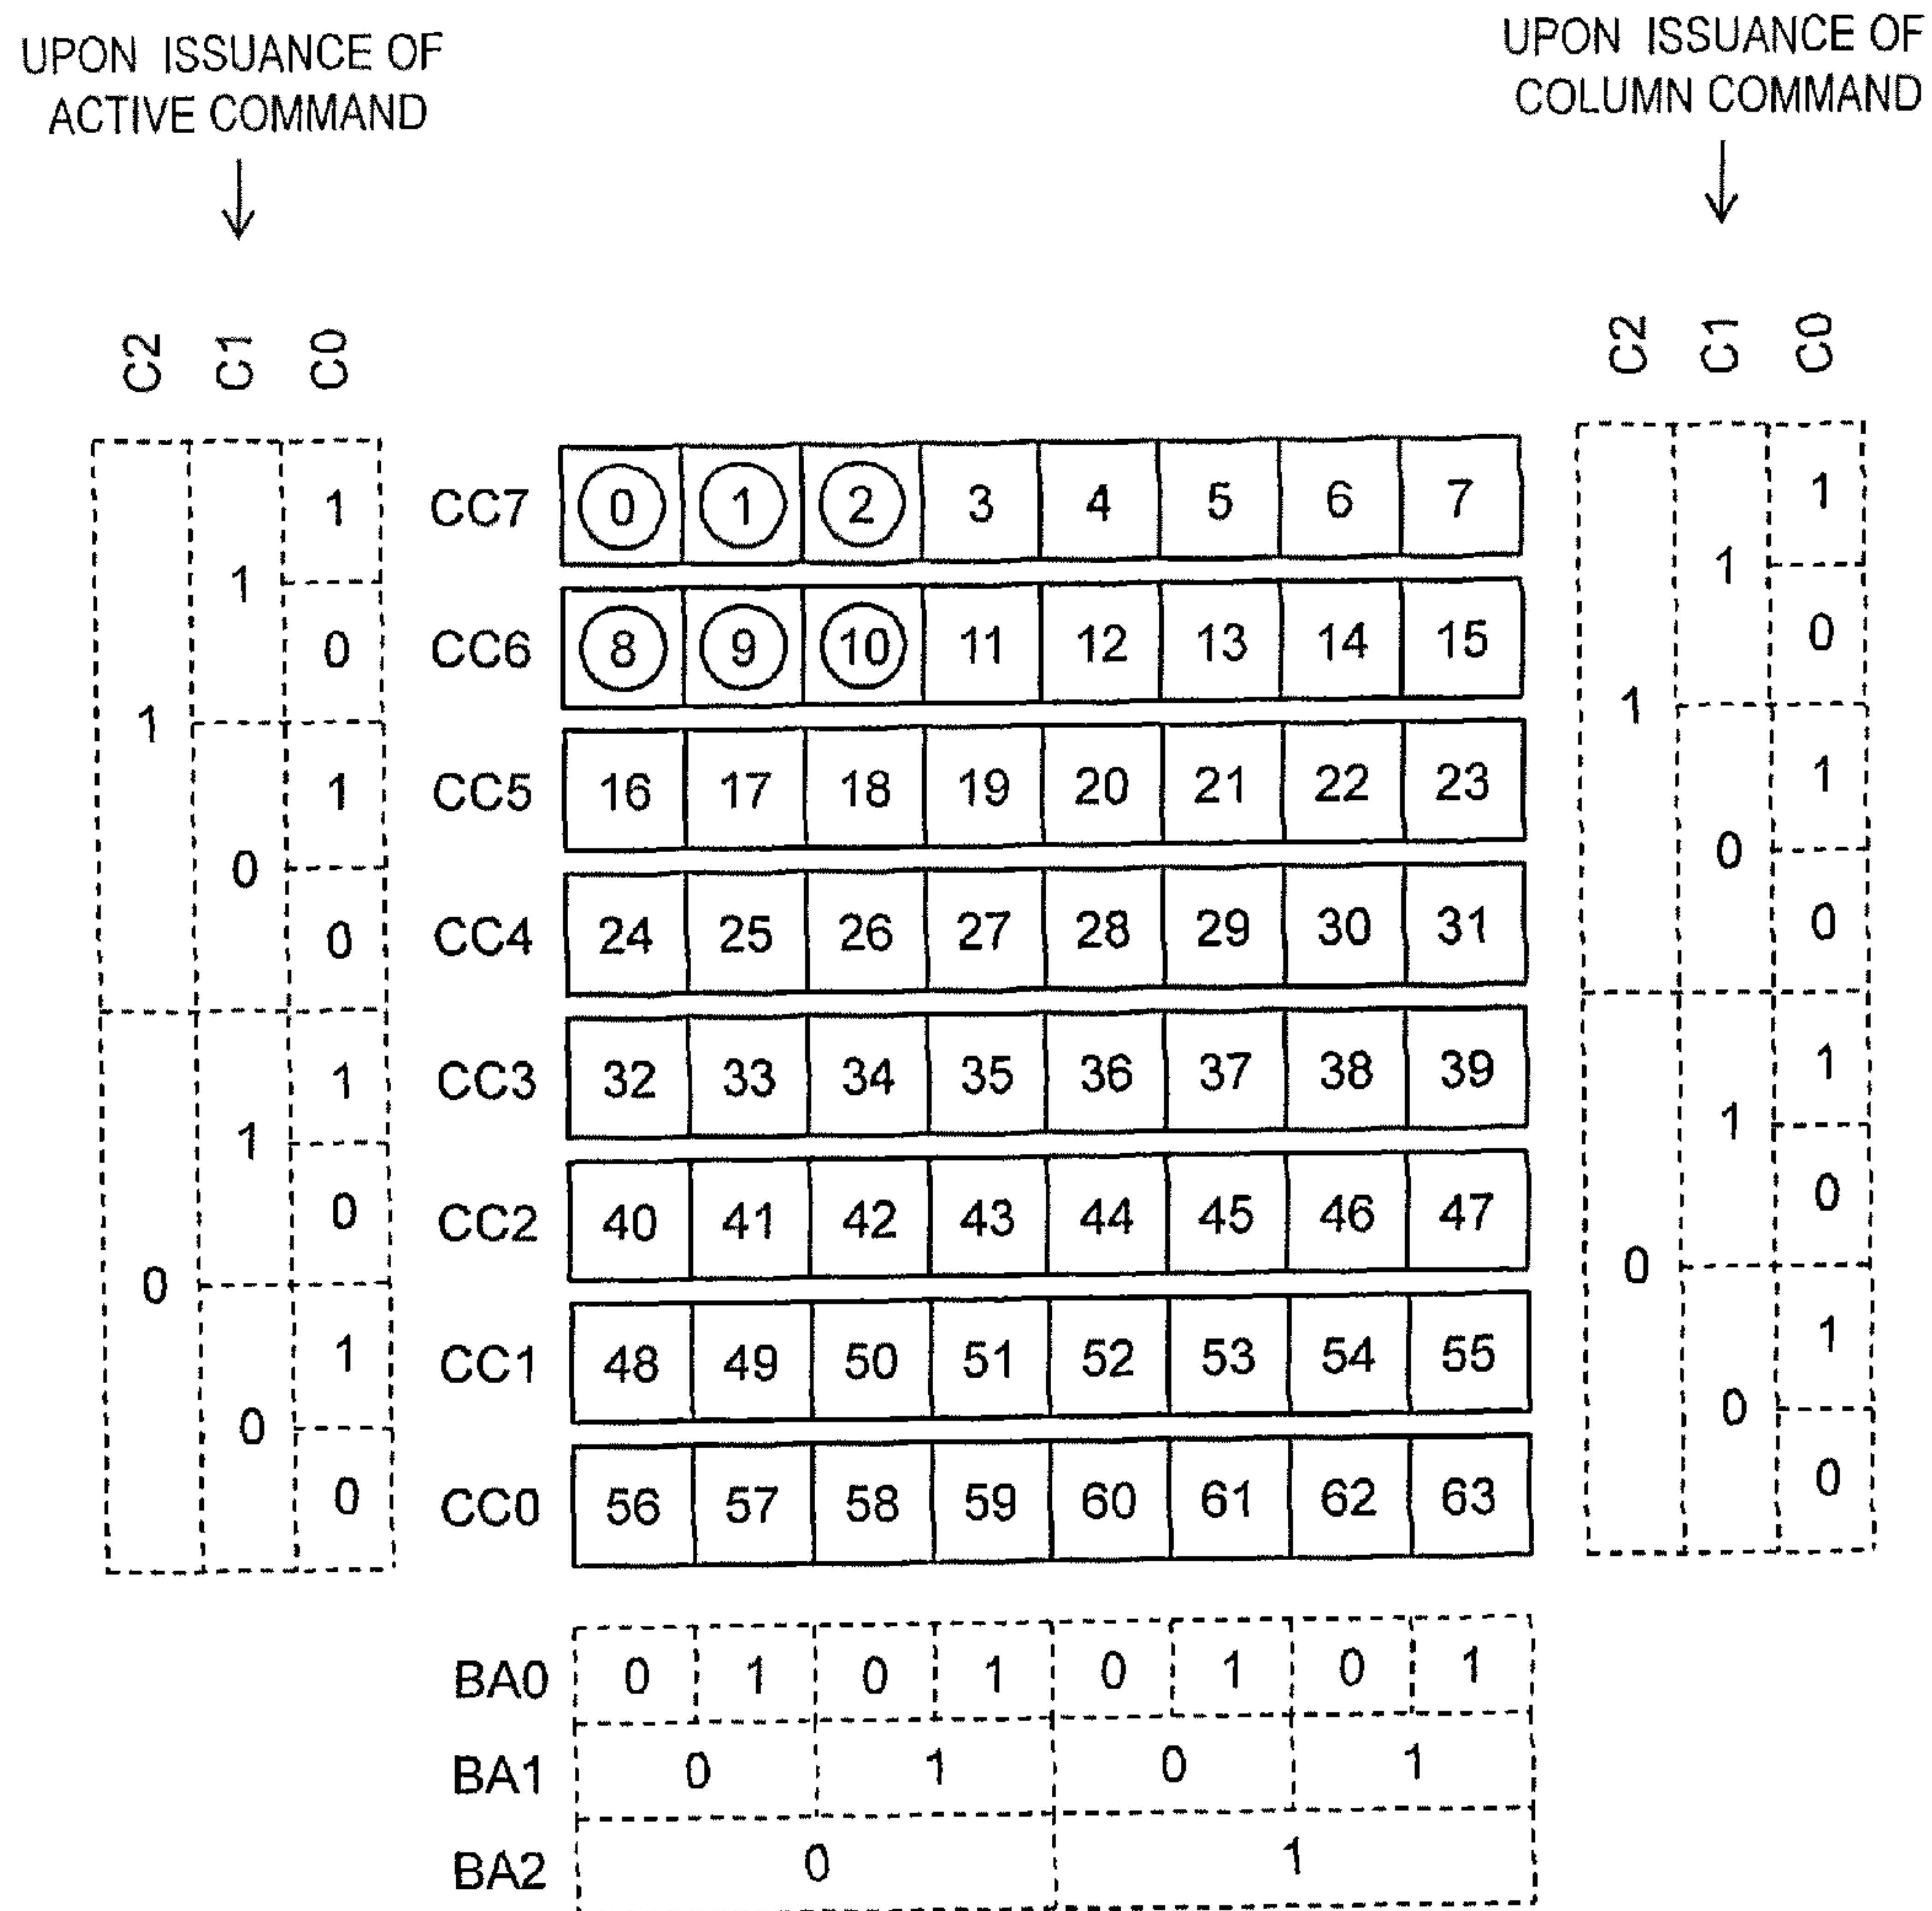 UPON ISSUANCE OF
ACTIVE COMMAND
UPON ISSUANCE OF
COLUMN COMMAND
C2 C1 C0
C2 C1 C0
1 1 1 CC7 0 1 2 3 4 5 6 7 1 1 1
0 CC6 8 9 10 11 12 13 14 15 0
0 1 CC5 16 17 18 19 20 21 22 23 0 1
0 CC4 24 25 26 27 28 29 30 31 0
0 1 1 CC3 32 33 34 35 36 37 38 39 0 1 1
0 CC2 40 41 42 43 44 45 46 47 0
0 1 CC1 48 49 50 51 52 53 54 55 0 1
0 CC0 56 57 58 59 60 61 62 63 0
BA0 0 1 0 1 0 1 0 1
BA1 0 1 0 1
BA2 0 1